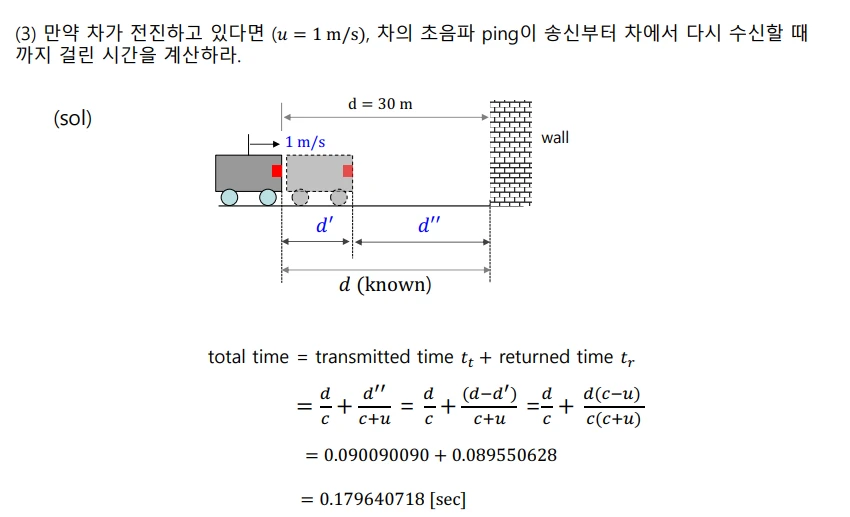 (3) 만약 차가 전진하고 있다면 (u = 1 m/s), 차의 초음파 ping이 송신부터 차에서 다시 수신할 때
까지 걸린 시간을 계산하라.
(sol)
d = 30 m
wall
1 m/s
d′ d′′
d (known)
total time = transmitted time t_t + returned time t_r
= d/c + d′′/(c+u) = d/c + (d−d′)/(c+u) = d/c + d(c−u)/c(c+u)
= 0.090090090 + 0.089550628
= 0.179640718 [sec]